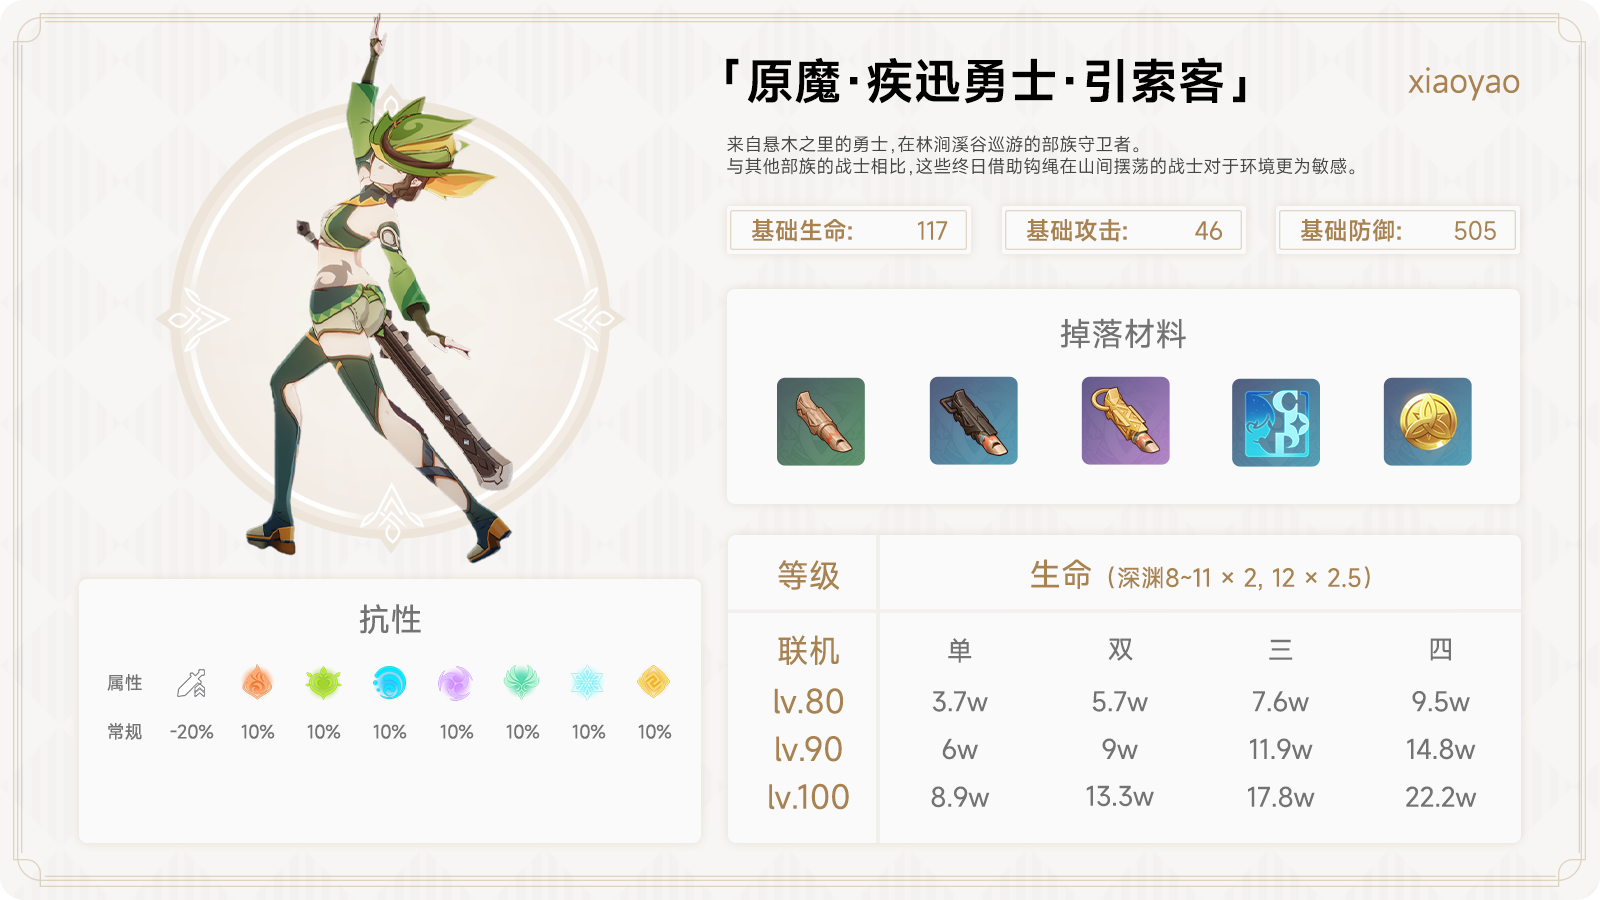 「原魔·疾迅勇士·引索客」
xiaoyao
来自悬木之里的勇士,在林涧溪谷巡游的部族守卫者。
与其他部族的战士相比,这些终日借助钩绳在山间摆荡的战士对于环境更为敏感。
基础生命: 117
基础攻击: 46
基础防御: 505
掉落材料
抗性
属性
常规 -20% 10% 10% 10% 10% 10% 10% 10%
等级 生命 (深渊8~11 × 2, 12 × 2.5)
联机 单 双 三 四
lv.80 3.7w 5.7w 7.6w 9.5w
lv.90 6w 9w 11.9w 14.8w
lv.100 8.9w 13.3w 17.8w 22.2w